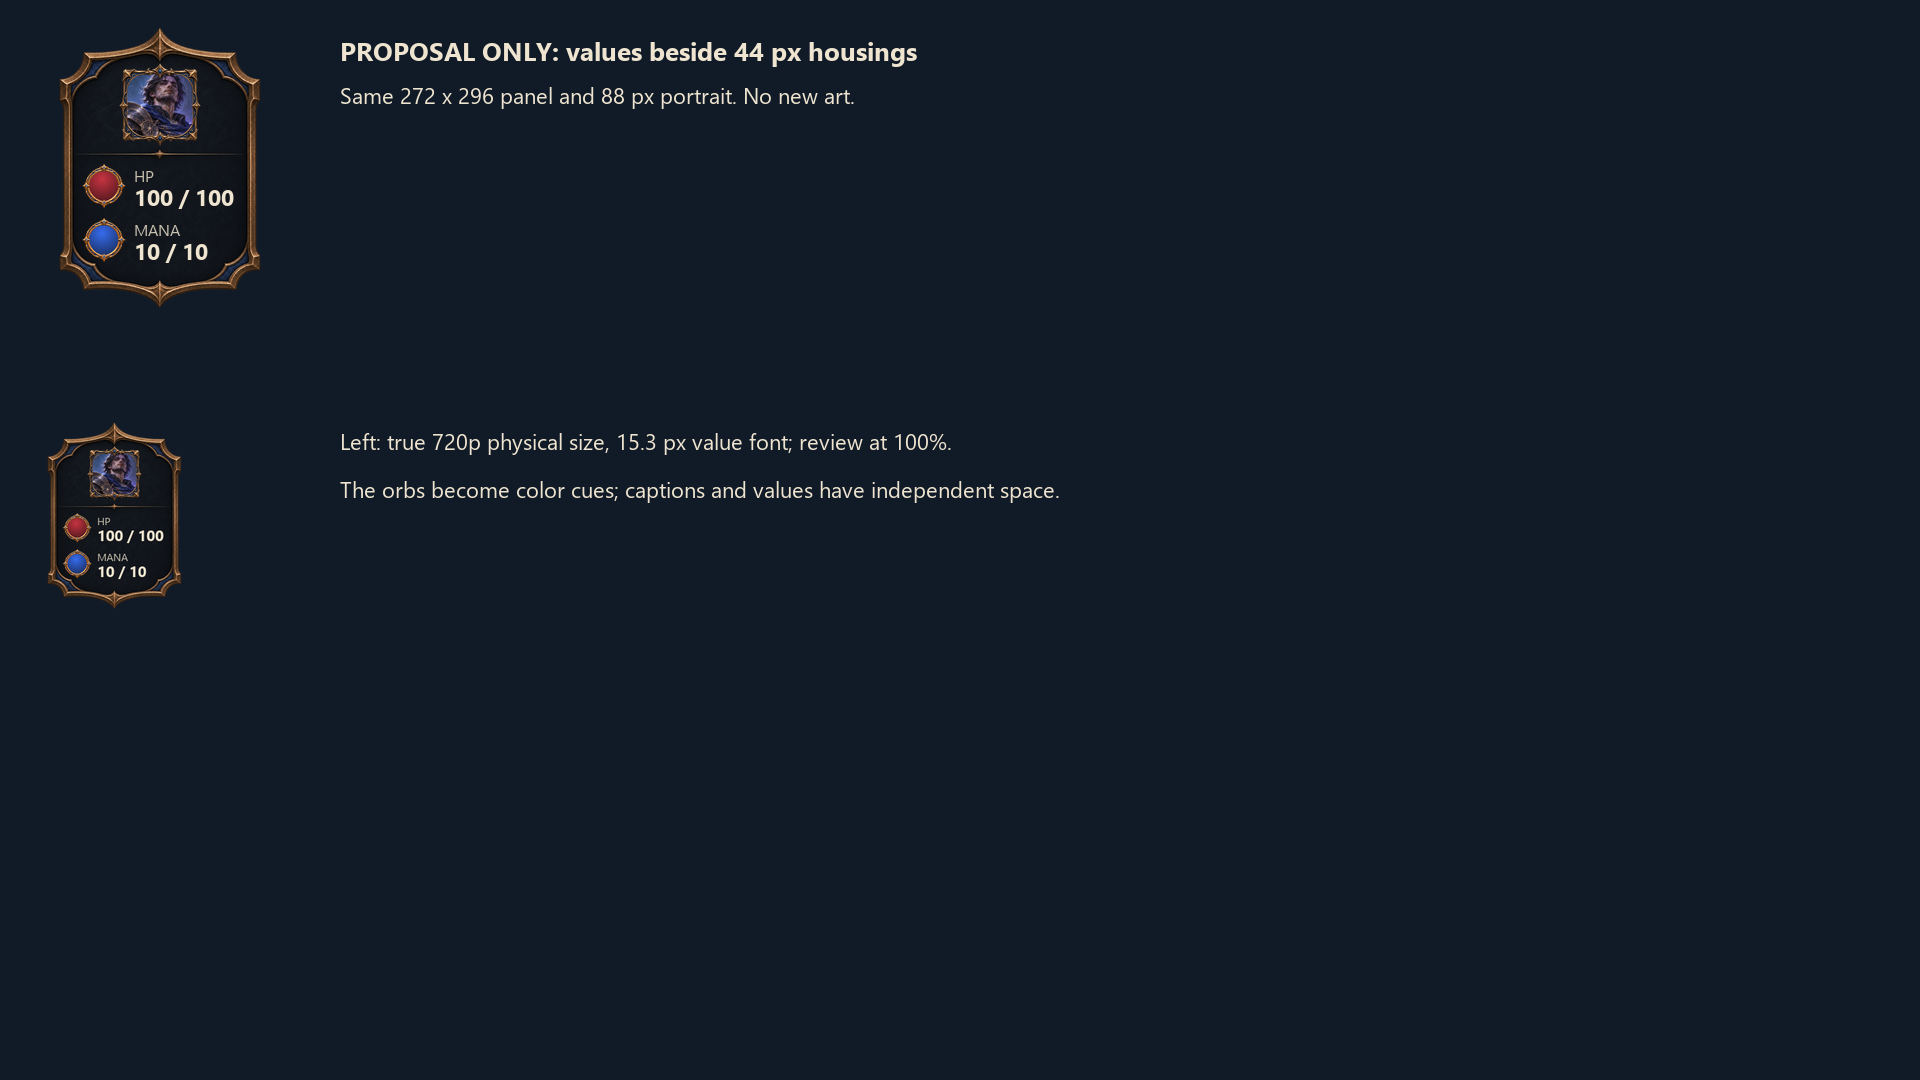 PROPOSAL ONLY: values beside 44 px housings
Same 272 x 296 panel and 88 px portrait. No new art.
HP
100 / 100
MANA
10 / 10
Left: true 720p physical size, 15.3 px value font; review at 100%.
The orbs become color cues; captions and values have independent space.
HP
100 / 100
MANA
10 / 10